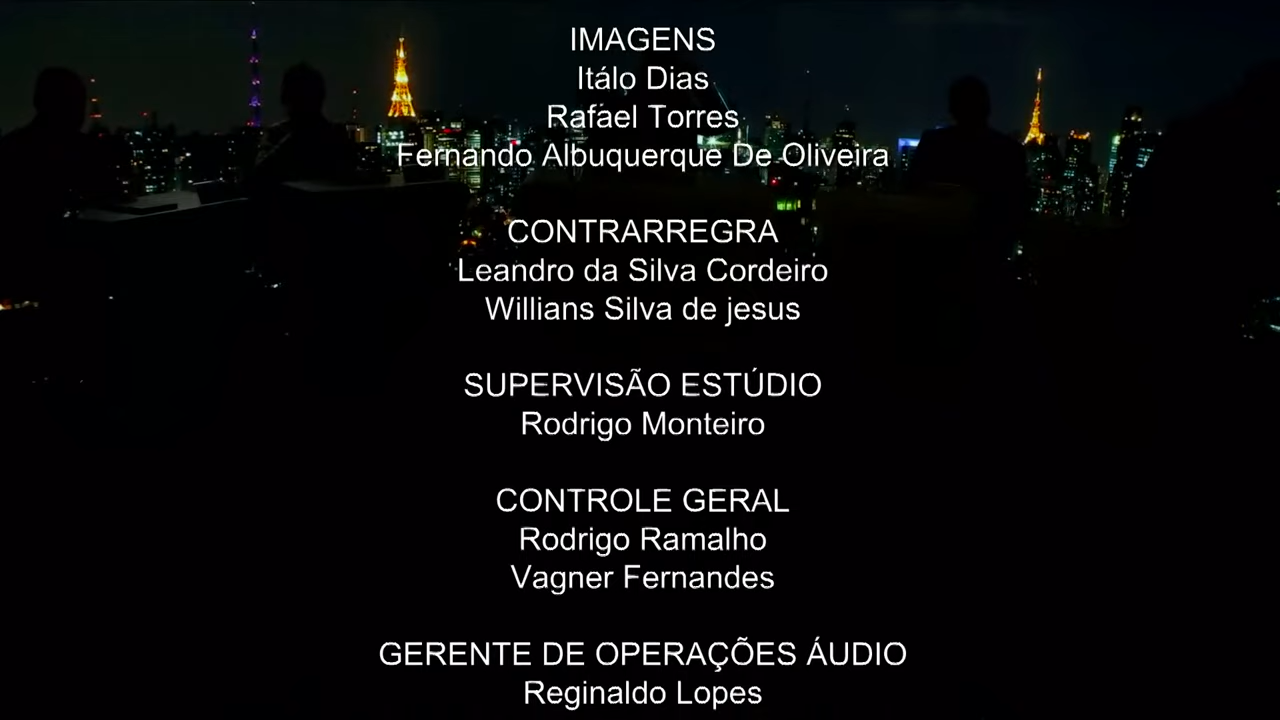 IMAGENS
Itálo Dias
Rafael Torres
Fernando Albuquerque De Oliveira
CONTRARREGRA
Leandro da Silva Cordeiro
Willians Silva de jesus
SUPERVISÃO ESTÚDIO
Rodrigo Monteiro
CONTROLE GERAL
Rodrigo Ramalho
Vagner Fernandes
GERENTE DE OPERAÇÕES ÁUDIO
Reginaldo Lopes